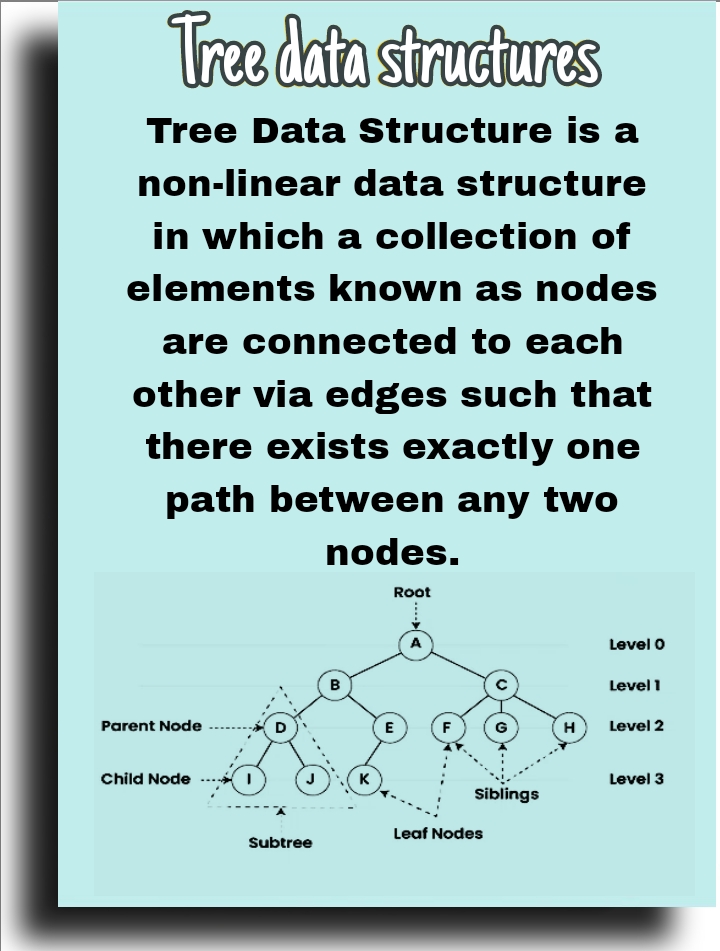 Tree data structures
Tree Data Structure is a
non-linear data structure
in which a collection of
elements known as nodes
are connected to each
other via edges such that
there exists exactly one
path between any two
nodes.
Root
A
Level 0
B
C
Level 1
Parent Node
D
E
F
G
H
Level 2
Child Node
I
J
K
Level 3
Siblings
Leaf Nodes
Subtree